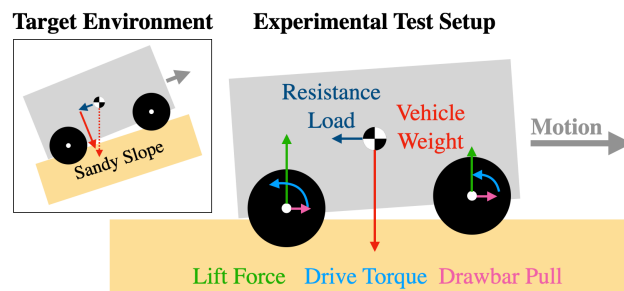 Target Environment
Experimental Test Setup
Sandy Slope
Resistance
Load
Vehicle
Weight
Motion
Lift Force
Drive Torque
Drawbar Pull